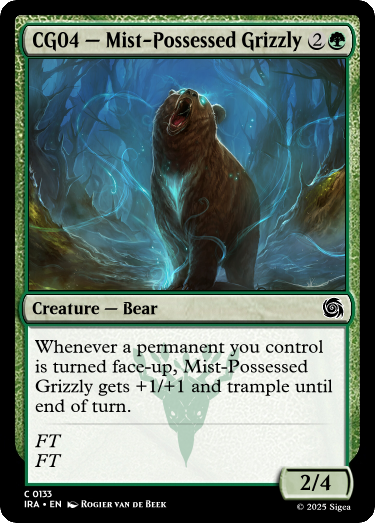 CG04 — Mist-Possessed Grizzly 2
Creature — Bear
Whenever a permanent you control
is turned face-up, Mist-Possessed
Grizzly gets +1/+1 and trample until
end of turn.
FT
FT
2/4
C 0133
IRA • EN Rogier van de Beek
© 2025 Sigea